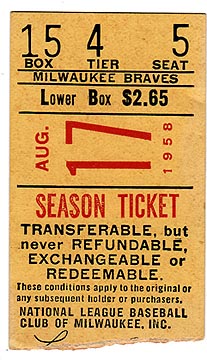 15 4 5
BOX TIER SEAT
MILWAUKEE BRAVES
Lower Box $2.65
AUG. 17 1958
SEASON TICKET
TRANSFERABLE, but
never REFUNDABLE,
EXCHANGEABLE or
REDEEMABLE.
These conditions apply to the original or
any subsequent holder or purchasers.
NATIONAL LEAGUE BASEBALL
CLUB OF MILWAUKEE, INC.